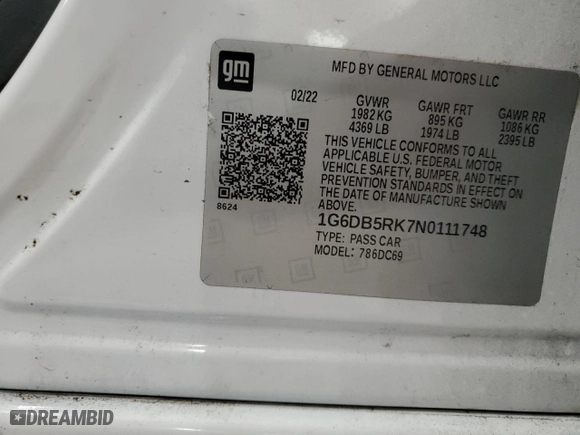 gm
MFD BY GENERAL MOTORS LLC
02/22 GVWR GAWR FRT GAWR RR
1982 KG 895 KG 1086 KG
4369 LB 1974 LB 2395 LB
THIS VEHICLE CONFORMS TO ALL
APPLICABLE U.S. FEDERAL MOTOR
VEHICLE SAFETY, BUMPER, AND THEFT
PREVENTION STANDARDS IN EFFECT ON
THE DATE OF MANUFACTURE SHOWN
ABOVE.
8624
1G6DB5RK7N0111748
TYPE: PASS CAR
MODEL: 786DC69
DREAMBID